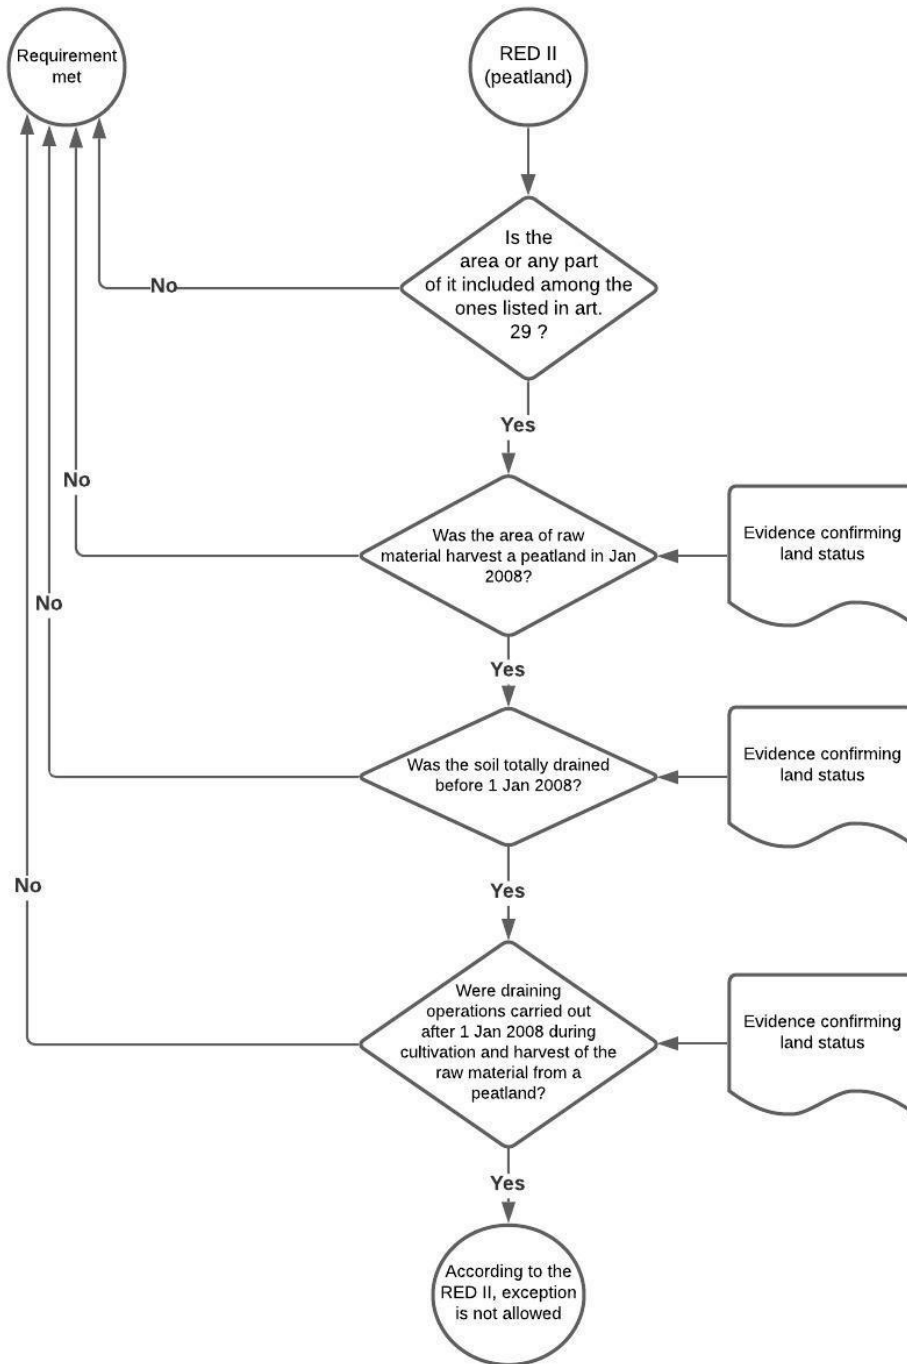 Requirement
met
RED II
(peatland)
Is the
area or any part
of it included among the
ones listed in art.
29 ?
No
Yes
Was the area of raw
material harvest a peatland in Jan
2008?
No
Evidence confirming
land status
Yes
Was the soil totally drained
before 1 Jan 2008?
No
Evidence confirming
land status
Yes
Were draining
operations carried out
after 1 Jan 2008 during
cultivation and harvest of the
raw material from a
peatland?
No
Evidence confirming
land status
Yes
According to the
RED II, exception
is not allowed